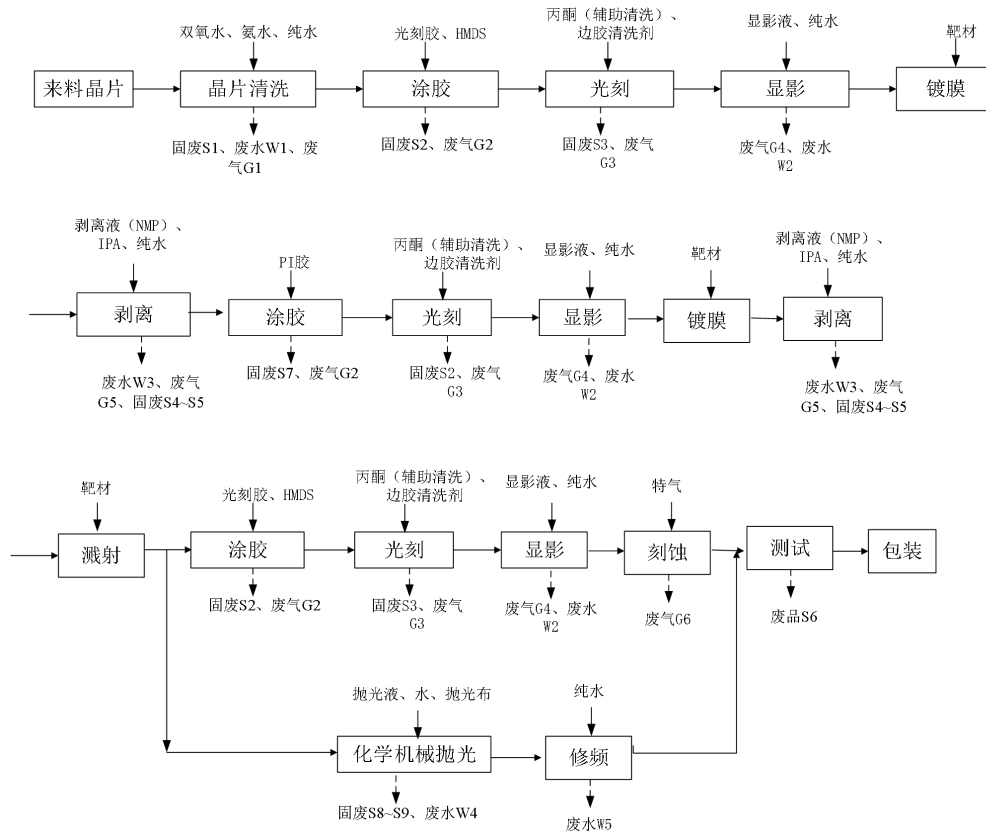 双氧水、氨水、纯水
光刻胶、HMDS
丙酮（辅助清洗）、
边胶清洗剂
显影液、纯水
靶材
来料晶片
晶片清洗
涂胶
光刻
显影
镀膜
固废S1、废水W1、废
气G1
固废S2、废气G2
固废S3、废气
G3
废气G4、废水
W2
剥离液（NMP）、
IPA、纯水
PI胶
丙酮（辅助清洗）、
边胶清洗剂
显影液、纯水
靶材
剥离液（NMP）、
IPA、纯水
剥离
涂胶
光刻
显影
镀膜
剥离
废水W3、废气
G5、固废S4~S5
固废S7、废气G2
固废S2、废气
G3
废气G4、废水
W2
废水W3、废气
G5、固废S4~S5
靶材
光刻胶、HMDS
丙酮（辅助清洗）、
边胶清洗剂
显影液、纯水
特气
溅射
涂胶
光刻
显影
刻蚀
测试
包装
固废S2、废气G2
固废S3、废气
G3
废气G4、废水
W2
废气G6
废品S6
抛光液、水、抛光布
纯水
化学机械抛光
修频
固废S8~S9、废水W4
废水W5